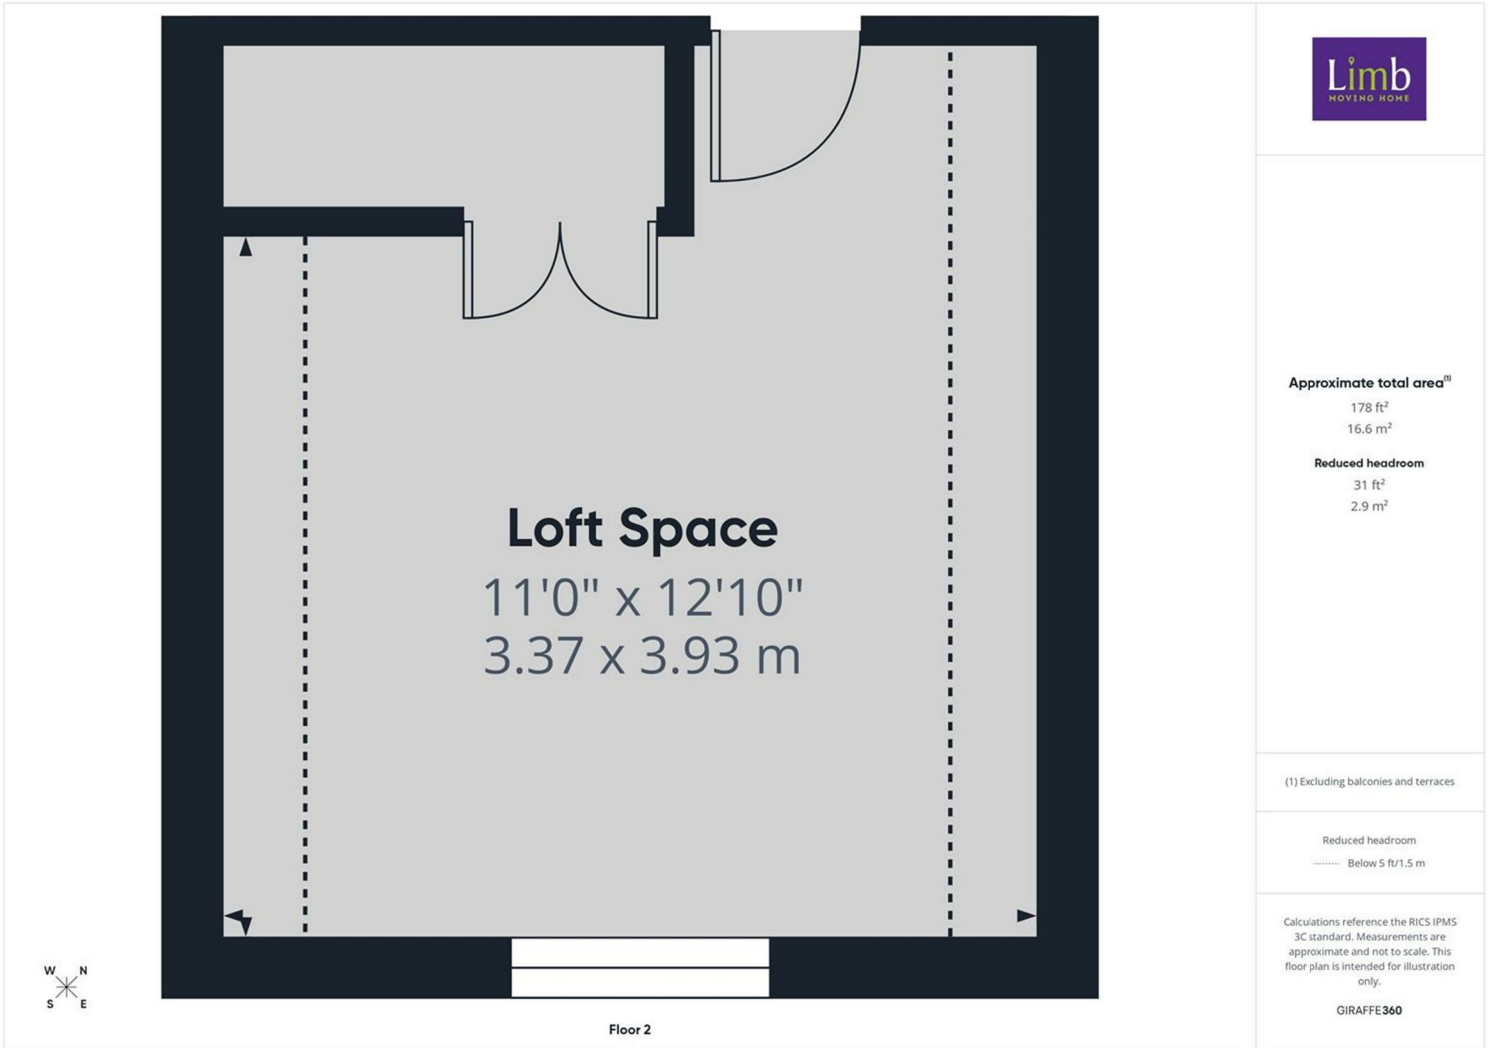 Limb
MOVING HOME
Approximate total area⁽¹⁾
178 ft²
16.6 m²
Reduced headroom
31 ft²
2.9 m²
Loft Space
11'0" x 12'10"
3.37 x 3.93 m
(1) Excluding balconies and terraces
Reduced headroom
Below 5 ft/1.5 m
Calculations reference the RICS IPMS
3C standard. Measurements are
approximate and not to scale. This
floor plan is intended for illustration
only.
GIRAFFE360
W N
S E
Floor 2